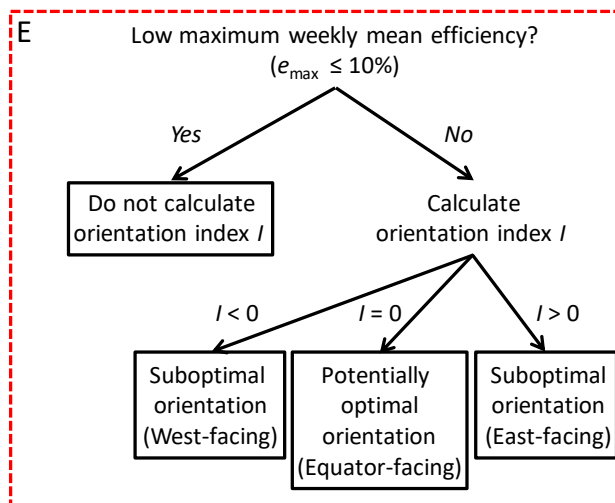 E
Low maximum weekly mean efficiency?
(emax ≤ 10%)
Yes
No
Do not calculate
orientation index I
Calculate
orientation index I
I < 0
I = 0
I > 0
Suboptimal
orientation
(West-facing)
Potentially
optimal
orientation
(Equator-facing)
Suboptimal
orientation
(East-facing)